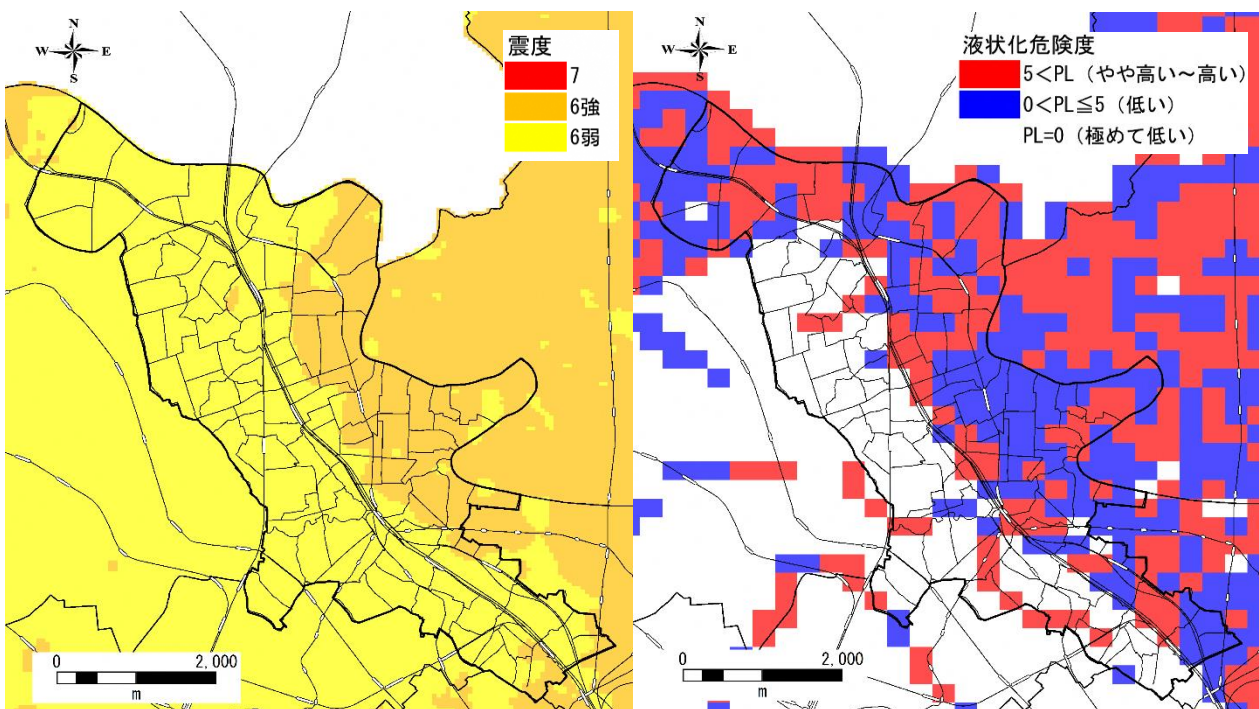 N
W E
S
震度
7
6強
6弱
0 2,000
m
N
W E
S
液状化危険度
5<PL (やや高い~高い)
0<PL≦5 (低い)
PL=0 (極めて低い)
0 2,000
m